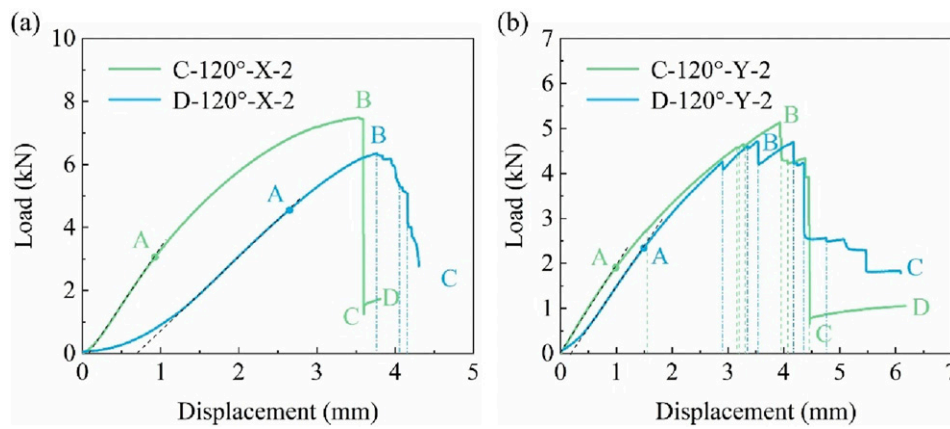 (a)
10
8
6
4
2
0
Load (kN)
C-120°-X-2
D-120°-X-2
A
B
C
D
A
B
C
0 1 2 3 4 5
Displacement (mm)
(b)
7
6
5
4
3
2
1
0
Load (kN)
C-120°-Y-2
D-120°-Y-2
A
B
C
D
A
B
C
0 1 2 3 4 5 6 7
Displacement (mm)